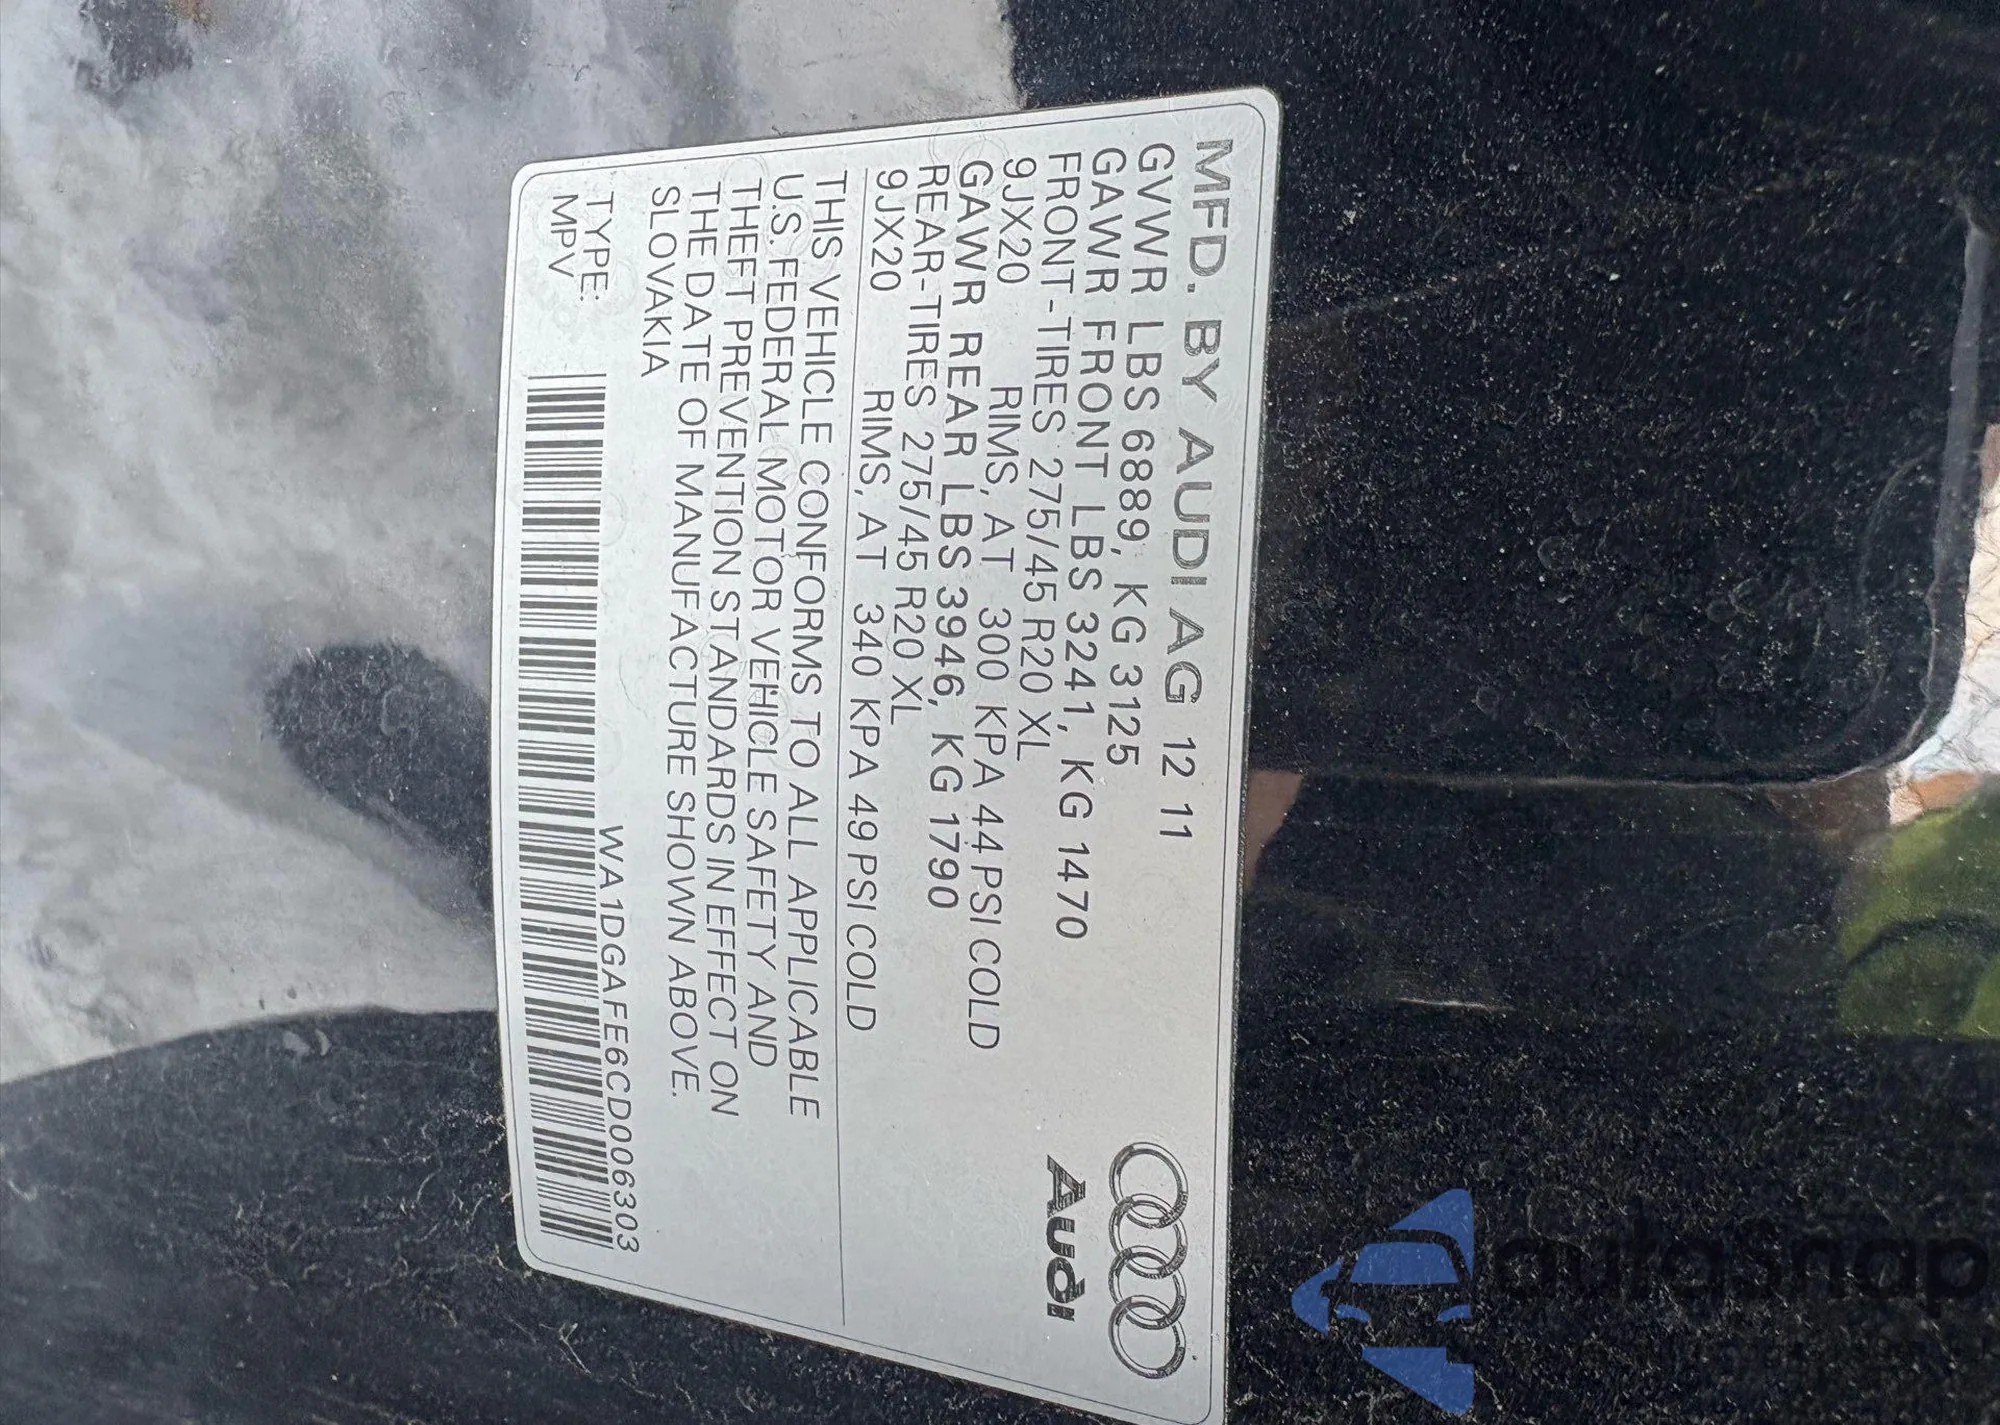 MFD. BY AUDI AG 12 11
GVWR LBS 6889, KG 3125
GAWR FRONT LBS 3241, KG 1470
FRONT-TIRES 275/45 R20 XL
9JX20 RIMS, AT 300 KPA 44 PSI COLD
GAWR REAR LBS 3946, KG 1790
REAR-TIRES 275/45 R20 XL
9JX20 RIMS, AT 340 KPA 49 PSI COLD
Audi
THIS VEHICLE CONFORMS TO ALL APPLICABLE
U.S. FEDERAL MOTOR VEHICLE SAFETY AND
THEFT PREVENTION STANDARDS IN EFFECT ON
THE DATE OF MANUFACTURE SHOWN ABOVE.
SLOVAKIA
WA1DGAFE6CD006303
TYPE:
MPV
autosnap